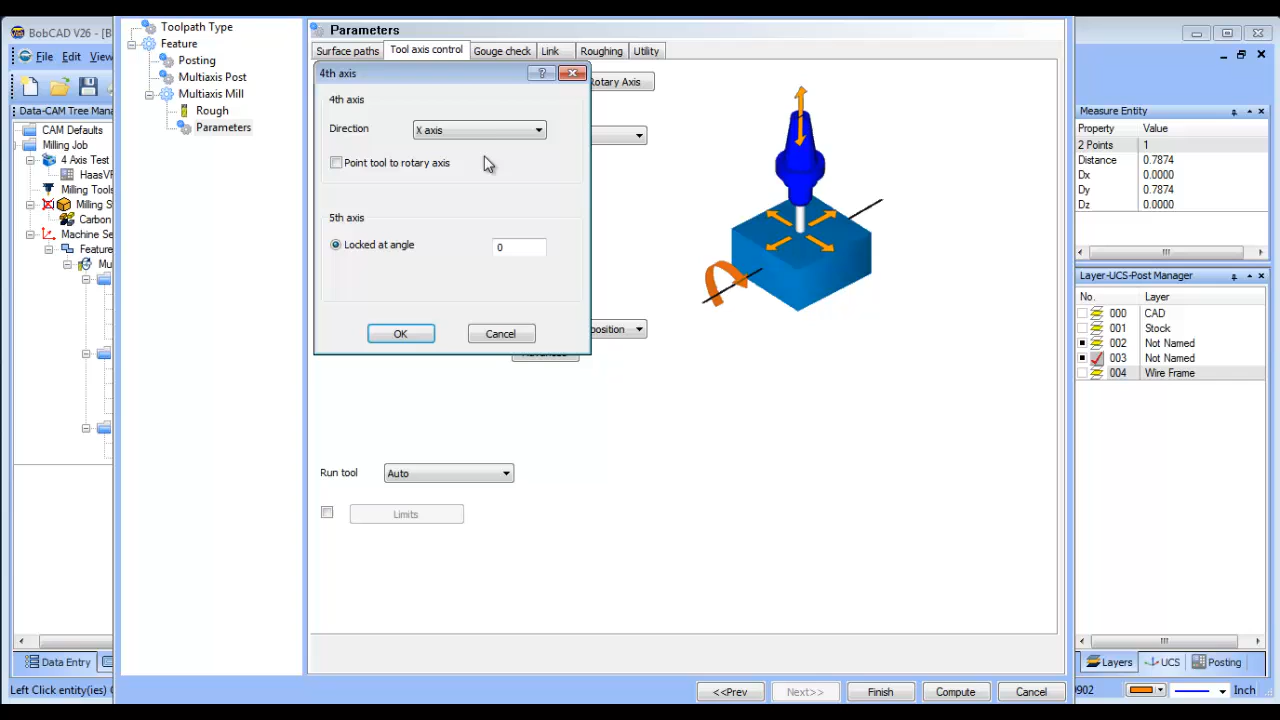 BobCAD V26 - [B
File Edit View
Data-CAM Tree Mana
CAM Defaults
Milling Job
4 Axis Test
HaasVF
Milling Tools
Milling S
Carbon
Machine Se
Feature
Mu
Data Entry
Left Click entity(ies)
Toolpath Type
Feature
Posting
Multiaxis Post
Multiaxis Mill
Rough
Parameters
Parameters
Surface paths
Tool axis control
Gouge check
Link
Roughing
Utility
4th axis
?
Rotary Axis
4th axis
Direction
X axis
Point tool to rotary axis
5th axis
Locked at angle
0
OK
Cancel
position
Advanced
Run tool
Auto
Limits
<<Prev
Next>>
Finish
Compute
Cancel
Measure Entity
Property Value
2 Points 1
Distance 0.7874
Dx 0.0000
Dy 0.7874
Dz 0.0000
Layer-UCS-Post Manager
No. Layer
000 CAD
001 Stock
002 Not Named
003 Not Named
004 Wire Frame
Layers
UCS
Posting
0902
Inch